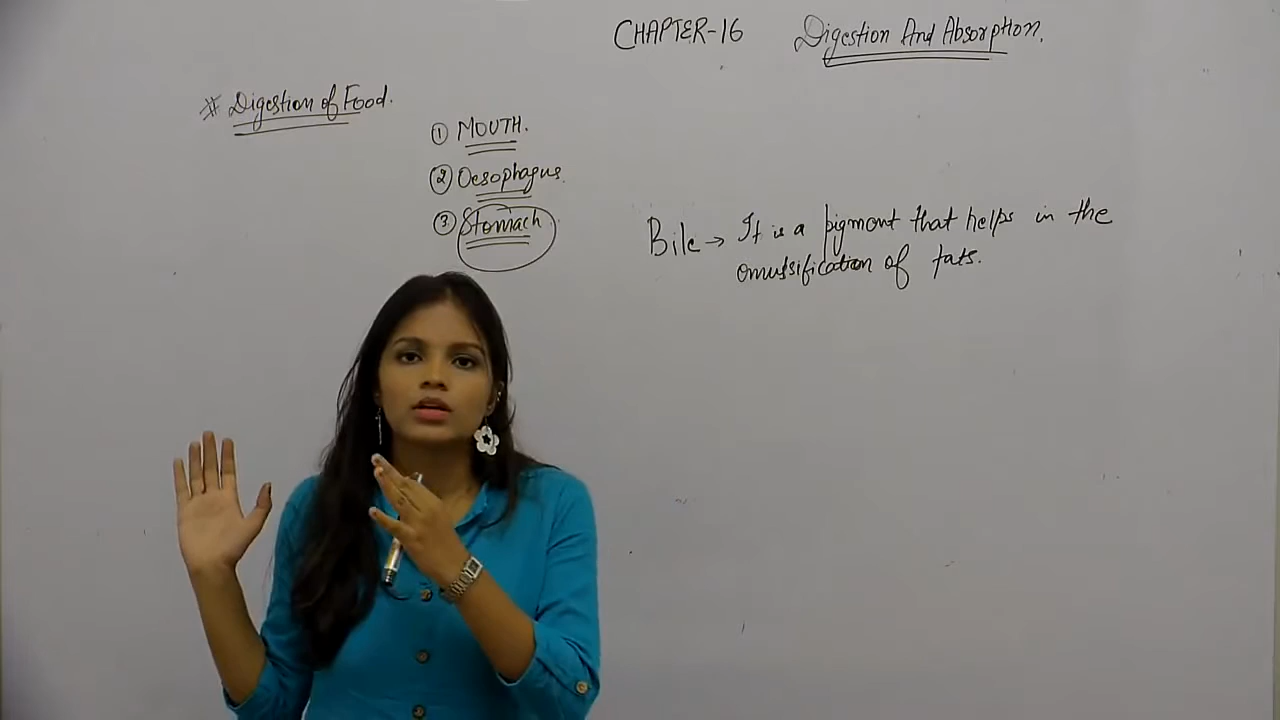 CHAPTER-16 Digestion And Absorption.
# Digestion of Food.
① MOUTH.
② Oesophagus.
③ Stomach.
Bile → It is a pigment that helps in the
emulsification of fats.